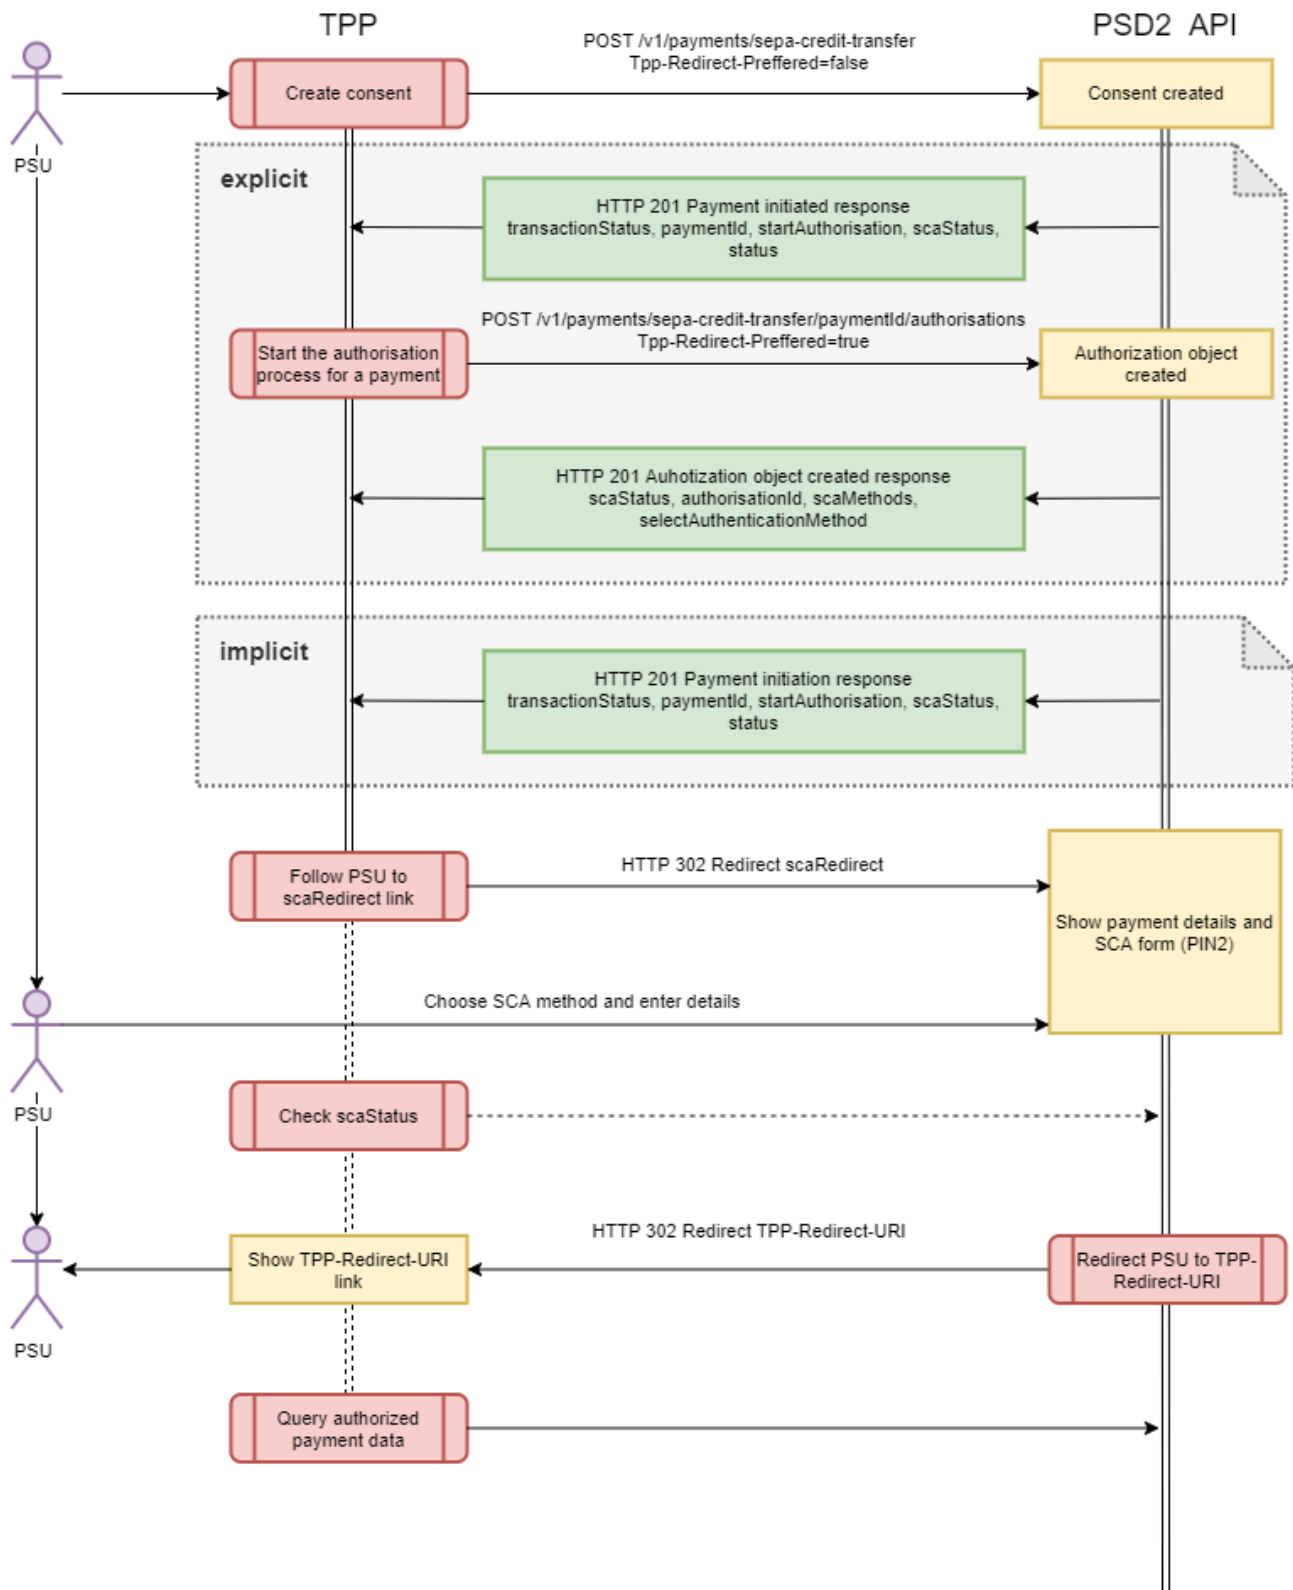 TPP
PSD2 API
POST /v1/payments/sepa-credit-transfer
Tpp-Redirect-Preffered=false
Create consent
Consent created
PSU
explicit
HTTP 201 Payment initiated response
transactionStatus, paymentId, startAuthorisation, scaStatus,
status
POST /v1/payments/sepa-credit-transfer/paymentId/authorisations
Tpp-Redirect-Preffered=true
Start the authorisation
process for a payment
Authorization object
created
HTTP 201 Auhotization object created response
scaStatus, authorisationId, scaMethods,
selectAuthenticationMethod
implicit
HTTP 201 Payment initiation response
transactionStatus, paymentId, startAuthorisation, scaStatus,
status
HTTP 302 Redirect scaRedirect
Follow PSU to
scaRedirect link
Show payment details and
SCA form (PIN2)
Choose SCA method and enter details
PSU
Check scaStatus
HTTP 302 Redirect TPP-Redirect-URI
Show TPP-Redirect-URI
link
Redirect PSU to TPP-
Redirect-URI
PSU
Query authorized
payment data